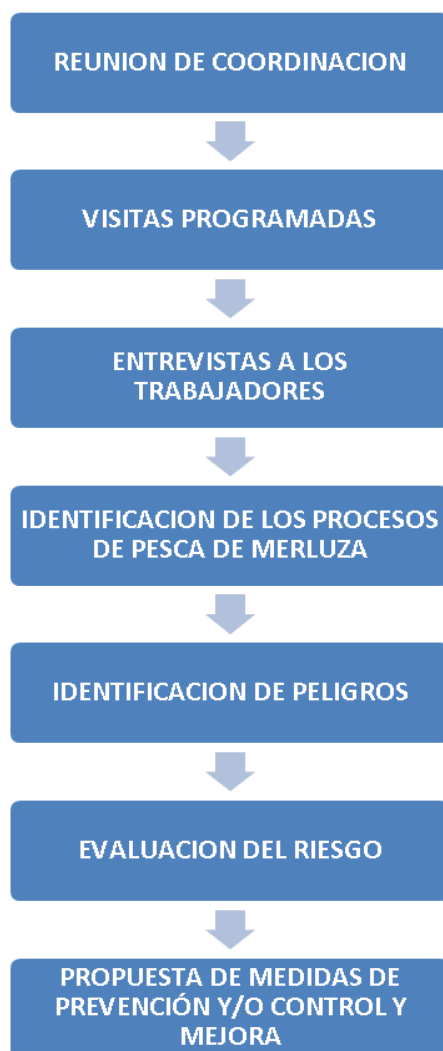 REUNION DE COORDINACION
VISITAS PROGRAMADAS
ENTREVISTAS A LOS
TRABAJADORES
IDENTIFICACION DE LOS PROCESOS
DE PESCA DE MERLUZA
IDENTIFICACION DE PELIGROS
EVALUACION DEL RIESGO
PROPUESTA DE MEDIDAS DE
PREVENCIÓN Y/O CONTROL Y
MEJORA